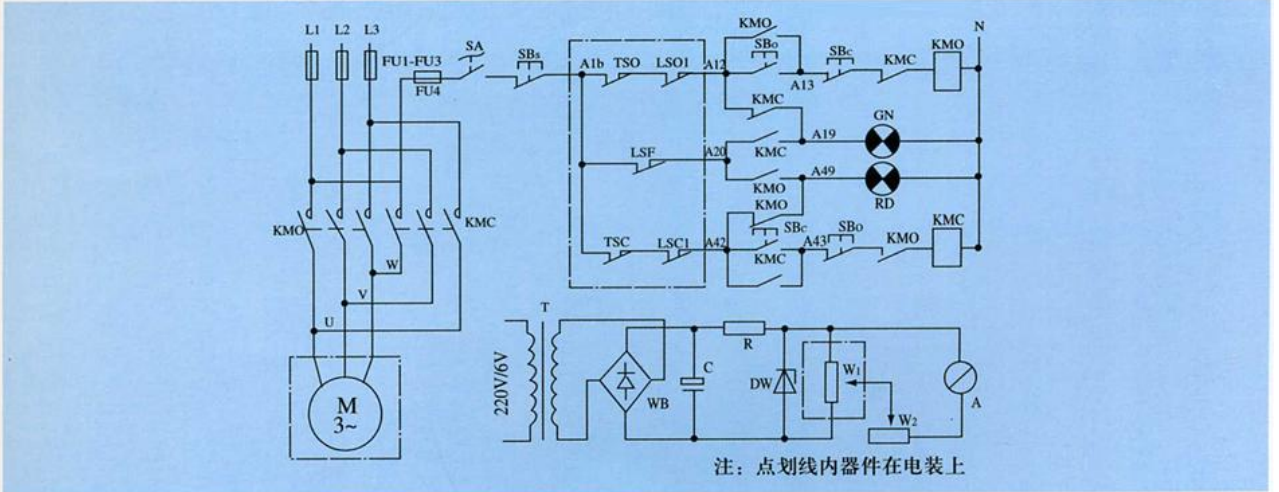 L1 L2 L3
FU1-FU3
FU4
SA
SBs
A1b TSO LSO1 A12
KMO
SBo
A13
SBc
KMC
KMO
N
KMC
A19
GN
LSF A20
KMC
KMO
A49
RD
KMO
TSC LSC1 A42
SBc
KMC
A43
SBo
KMO
KMC
KMO
KMC
W
V
U
M
3~
220V/6V
T
WB
C
R
DW
W1
W2
A
注：点划线内器件在电装上